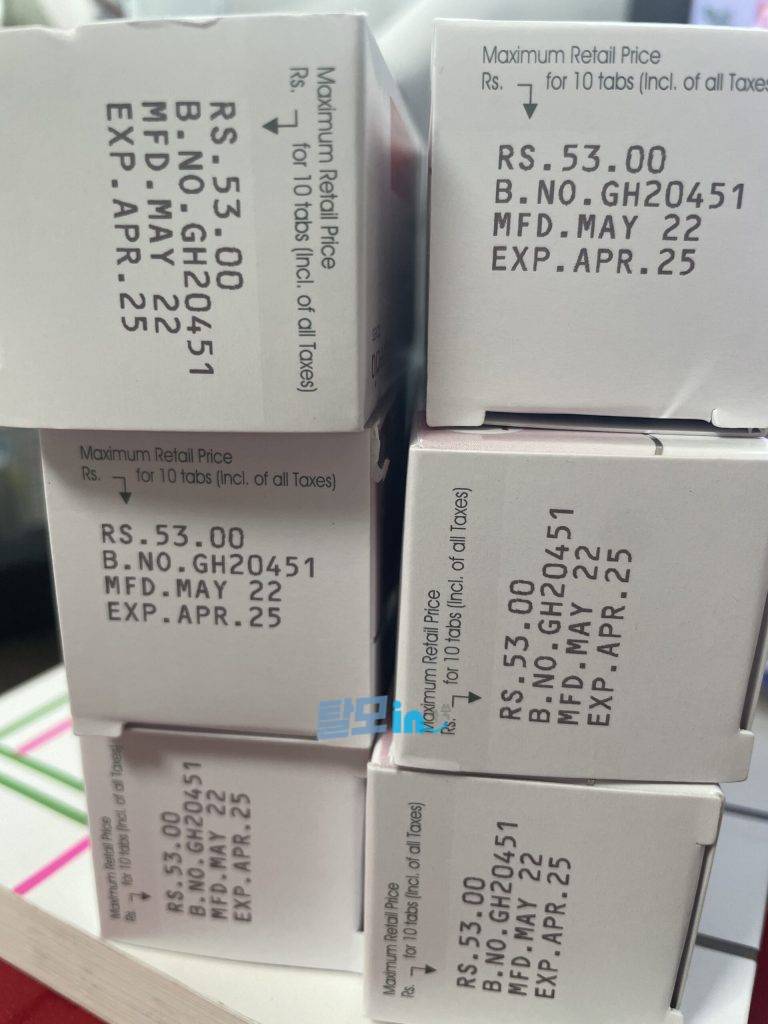 Maximum Retail Price
Rs. for 10 tabs (Incl. of all Taxes)
RS.53.00
B.NO.GH20451
MFD.MAY 22
EXP.APR.25
Maximum Retail Price
Rs. for 10 tabs (Incl. of all Taxes
RS.53.00
B.NO.GH20451
MFD.MAY 22
EXP.APR.25
Maximum Retail Price
Rs. for 10 tabs (Incl. of all Taxes)
RS.53.00
B.NO.GH20451
MFD.MAY 22
EXP.APR.25
Maximum Retail Price
Rs. for 10 tabs (Incl. of all Taxes)
RS.53.00
B.NO.GH20451
MFD.MAY 22
EXP.APR.25
탈모in
Maximum Retail Price
Rs. for 10 tabs (Incl. of all Taxes)
RS.53.00
B.NO.GH20451
MFD.MAY 22
EXP.APR.25
Maximum Retail Price
Rs. for 10 tabs (Incl. of all Taxes)
RS.53.00
B.NO.GH20451
MFD.MAY 22
EXP.APR.25